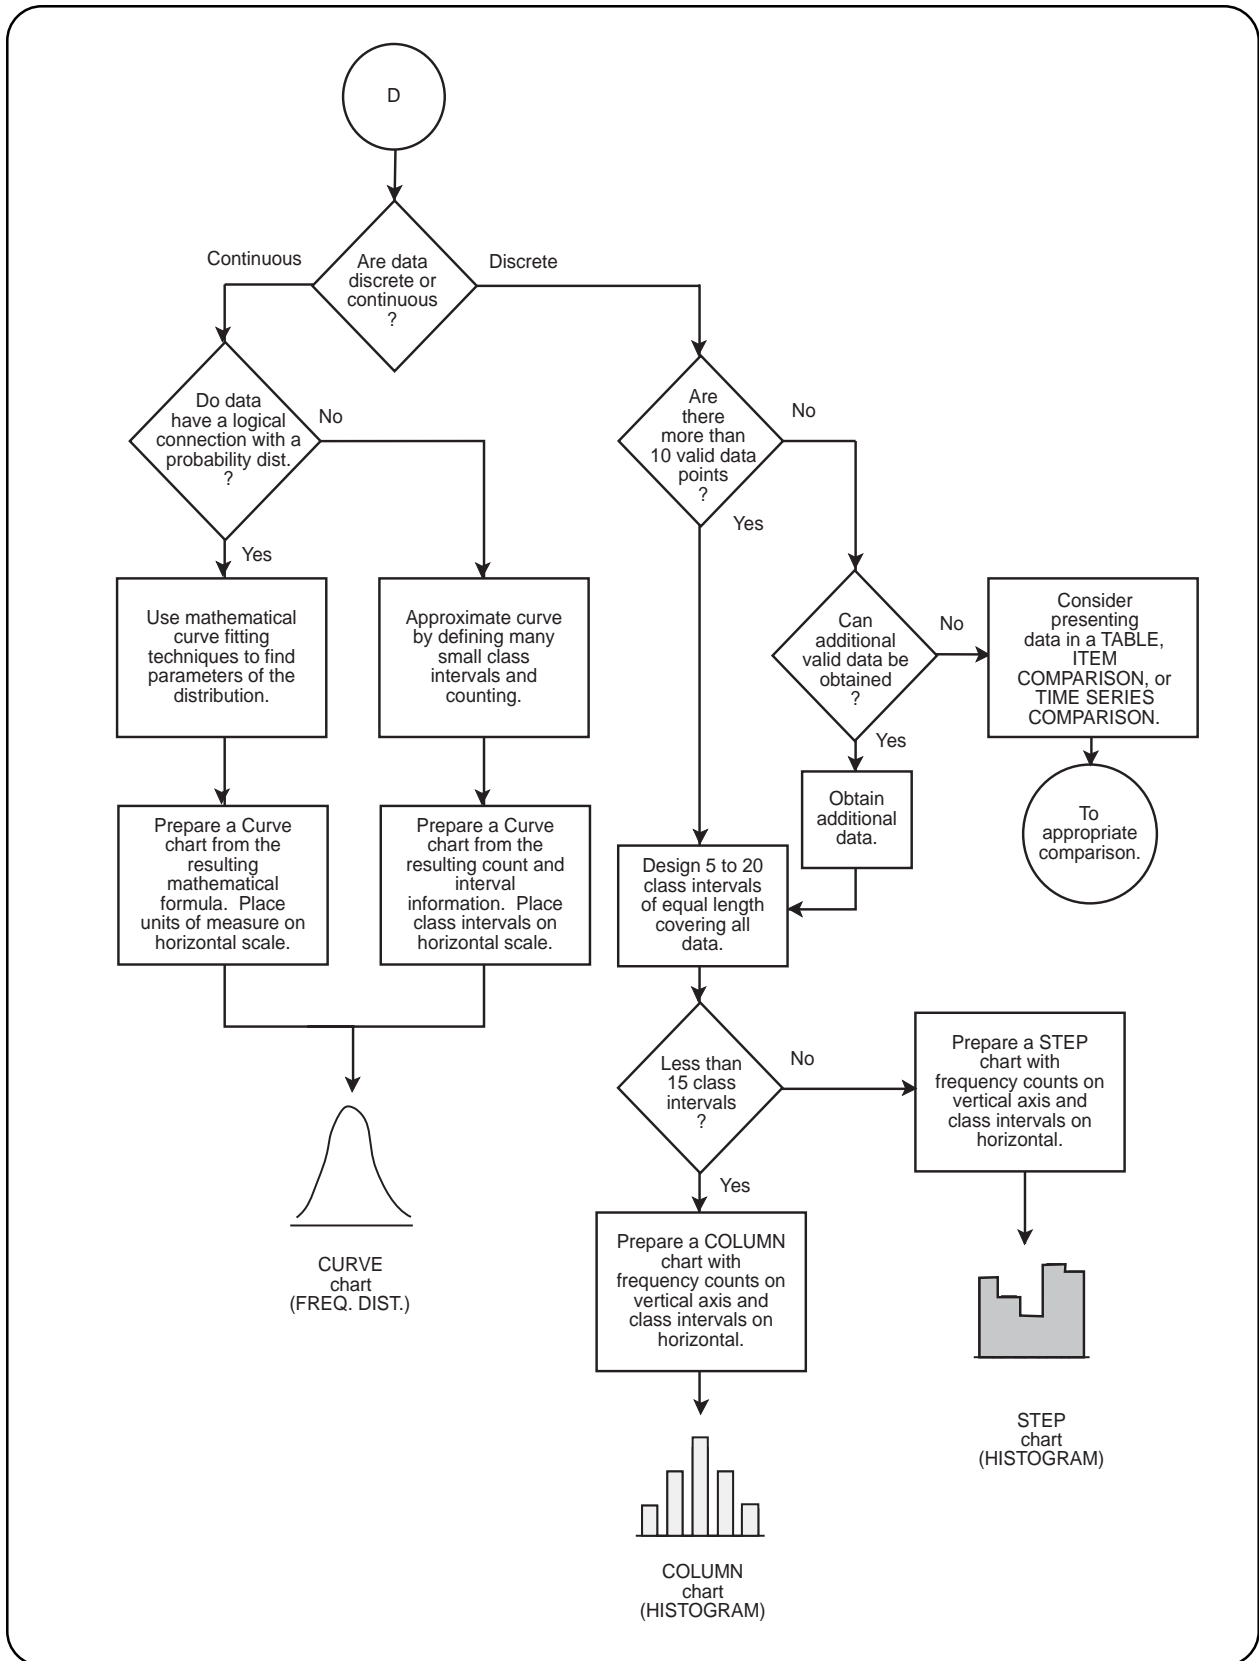 D
Are data
discrete or
continuous
?
Continuous
Discrete
Do data
have a logical
connection with a
probability dist.
?
No
Yes
Use mathematical
curve fitting
techniques to find
parameters of the
distribution.
Approximate curve
by defining many
small class
intervals and
counting.
Prepare a Curve
chart from the
resulting
mathematical
formula.  Place
units of measure on
horizontal scale.
Prepare a Curve
chart from the
resulting count and
interval
information.  Place
class intervals on
horizontal scale.
CURVE
chart
(FREQ. DIST.)
Are
there
more than
10 valid data
points
?
No
Yes
Can
additional
valid data be
obtained
?
No
Yes
Consider
presenting
data in a TABLE,
ITEM
COMPARISON, or
TIME SERIES
COMPARISON.
To
appropriate
comparison.
Obtain
additional
data.
Design 5 to 20
class intervals
of equal length
covering all
data.
Less than
15 class
intervals
?
No
Yes
Prepare a STEP
chart with
frequency counts on
vertical axis and
class intervals on
horizontal.
STEP
chart
(HISTOGRAM)
Prepare a COLUMN
chart with
frequency counts on
vertical axis and
class intervals on
horizontal.
COLUMN
chart
(HISTOGRAM)